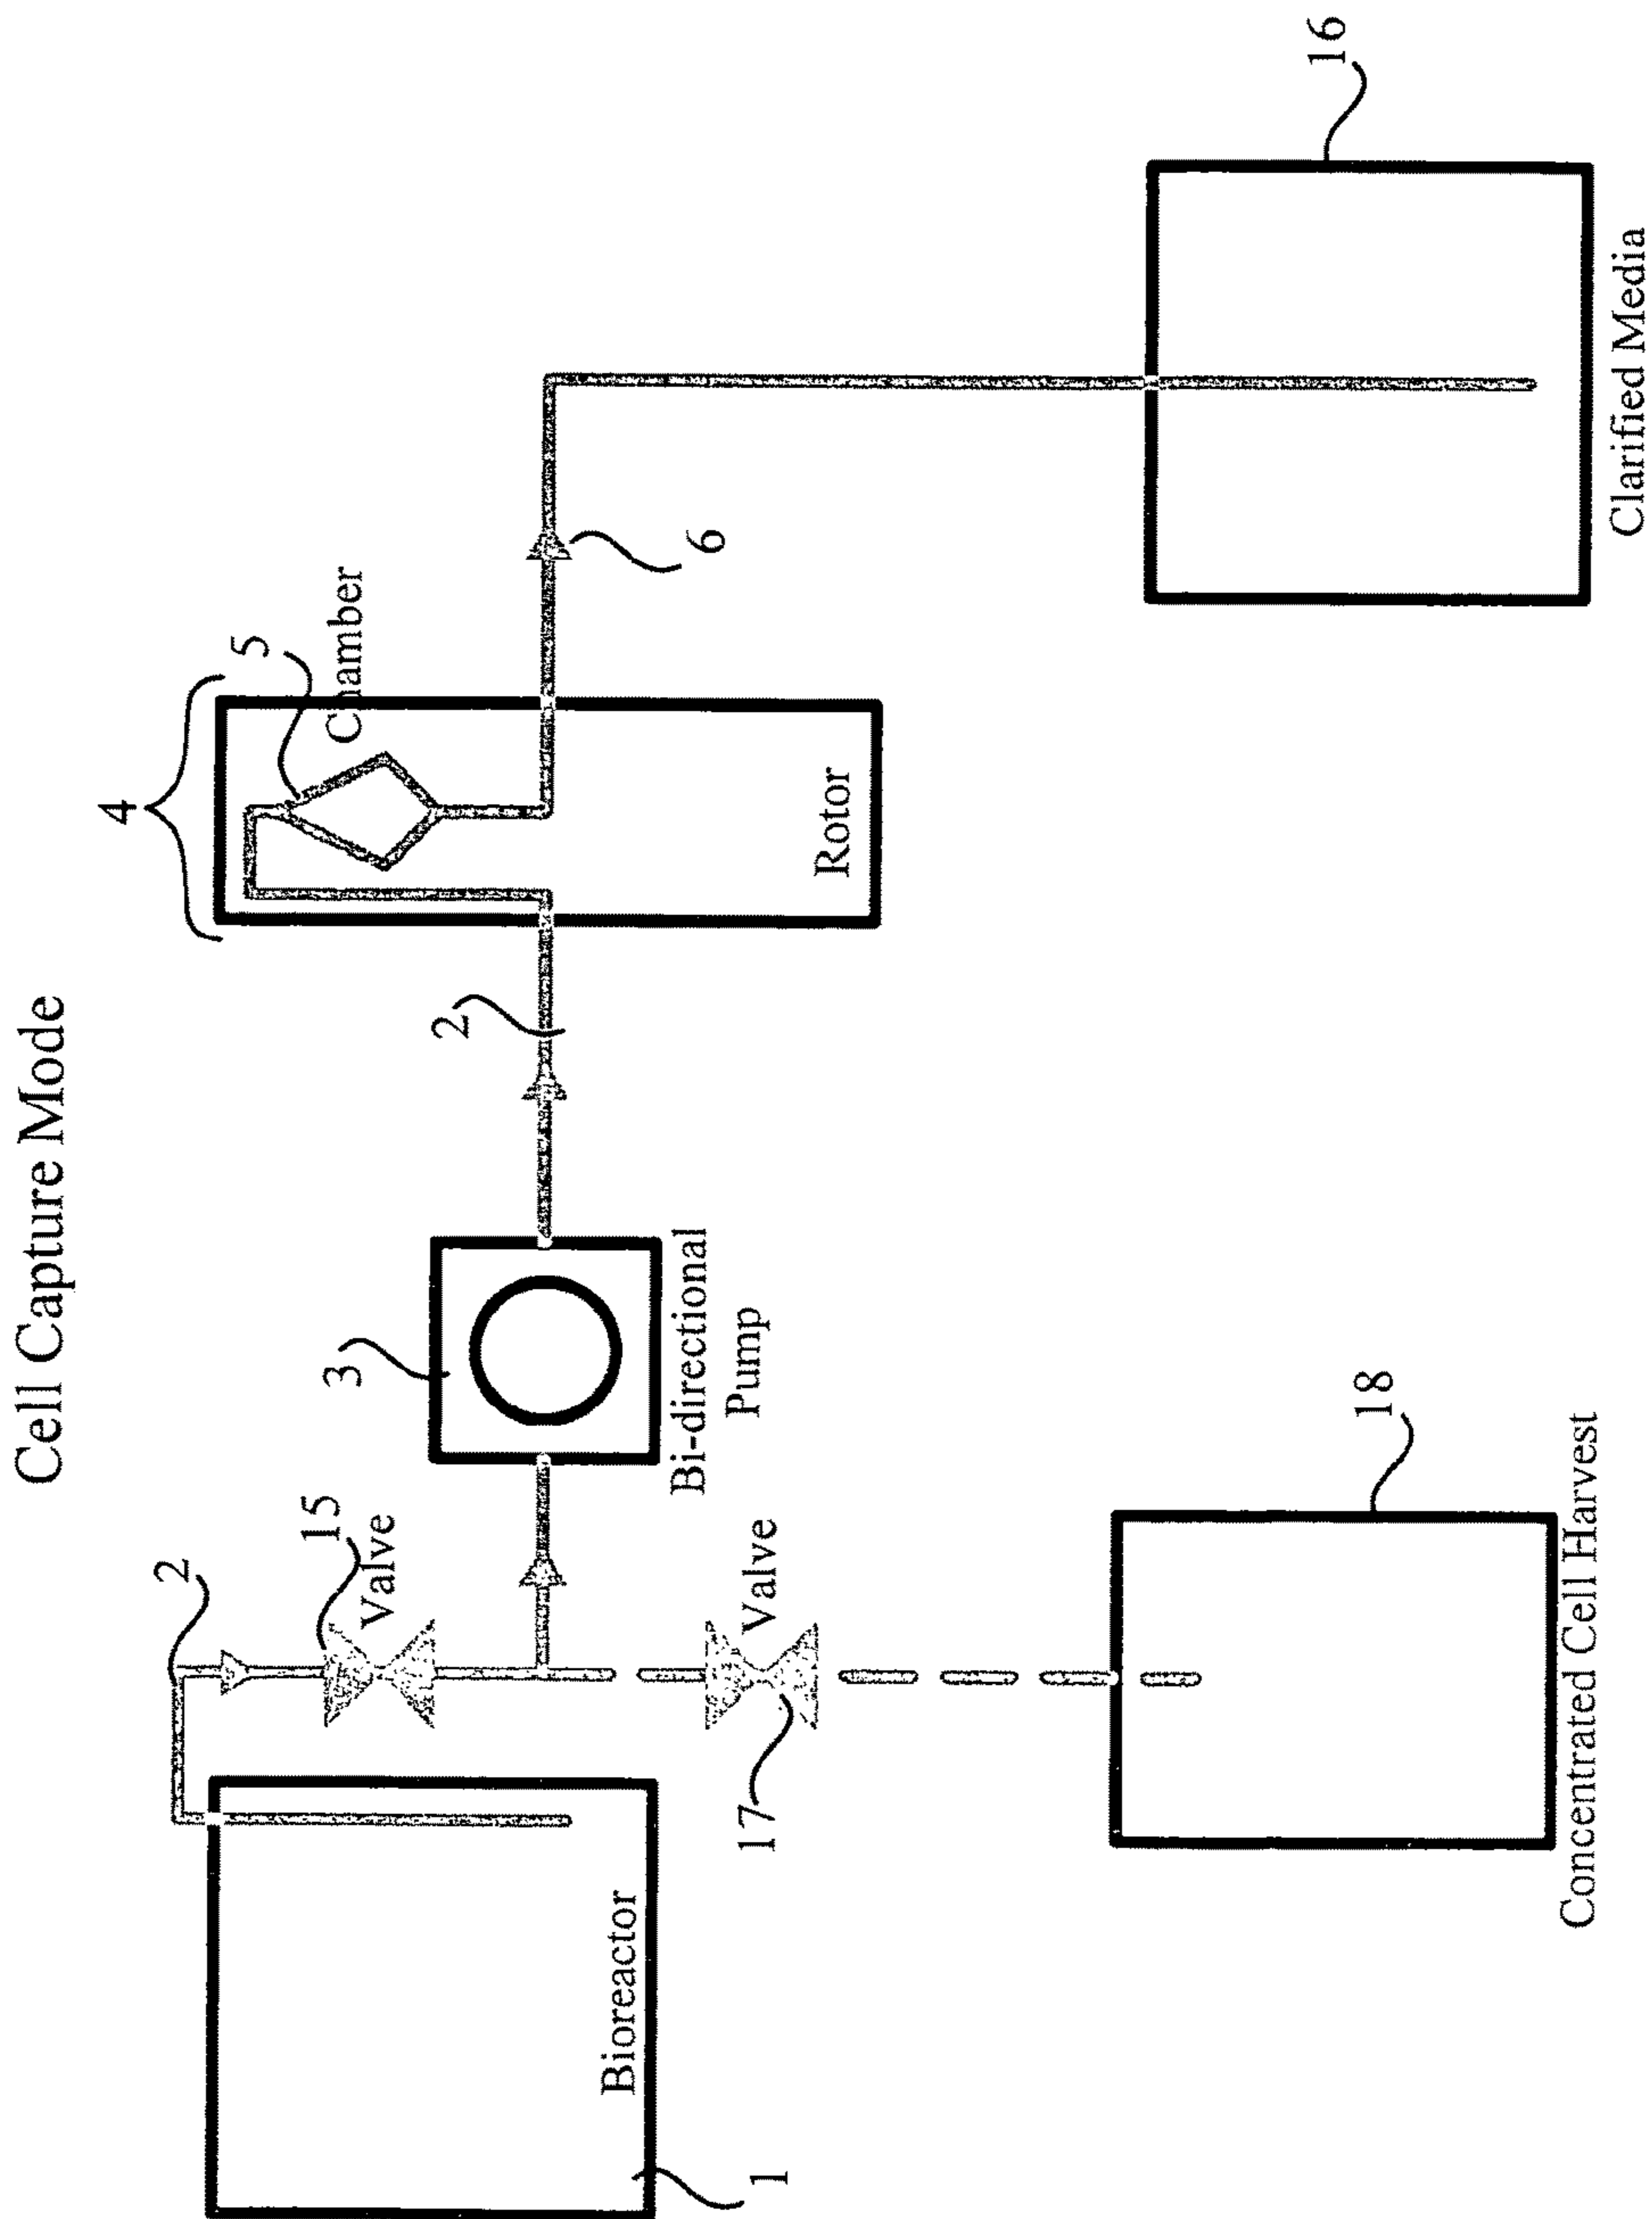 Cell Capture Mode
4
5
Chamber
2
15
Valve
3
2
Rotor
6
Bioreactor
1
Bi-directional
Pump
Valve
17
16
18
Concentrated Cell Harvest
Clarified Media